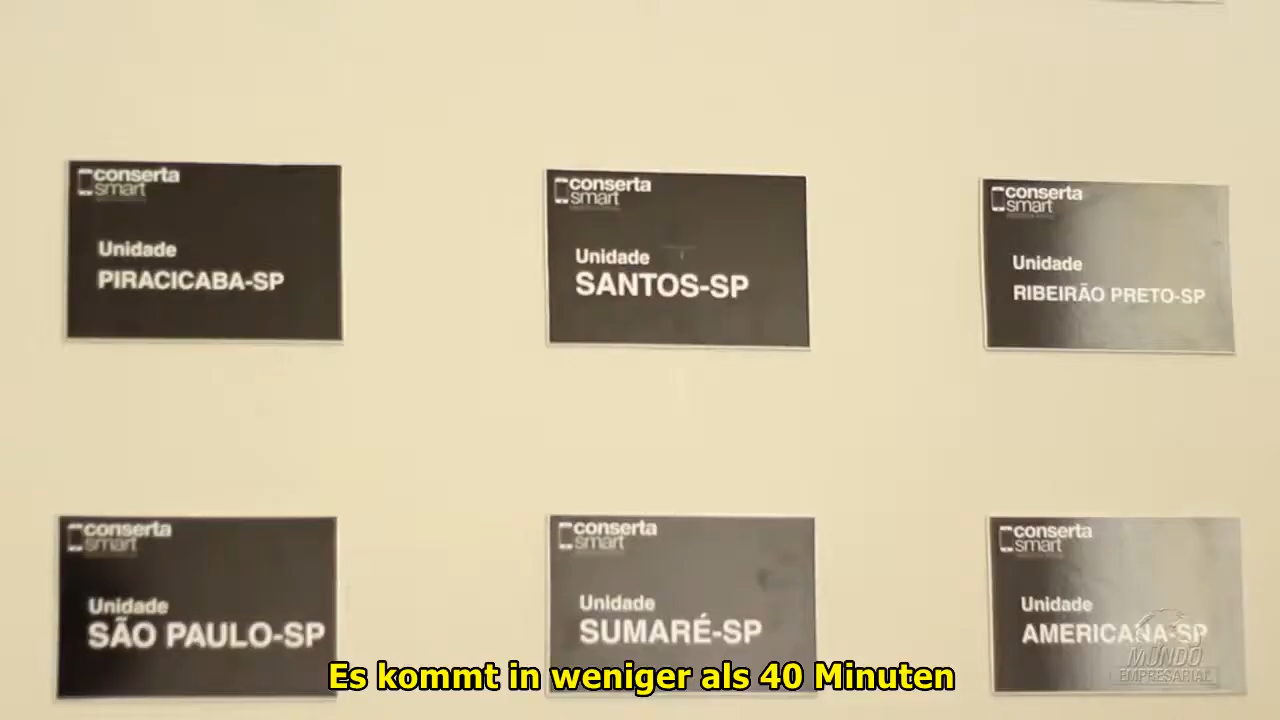 conserta
smart
Unidade
PIRACICABA-SP
conserta
smart
Unidade
SANTOS-SP
conserta
smart
Unidade
RIBEIRÃO PRETO-SP
conserta
smart
Unidade
SÃO PAULO-SP
conserta
smart
Unidade
SUMARÉ-SP
conserta
smart
Unidade
AMERICANA-SP
MUNDO
EMPRESARIAL
Es kommt in weniger als 40 Minuten